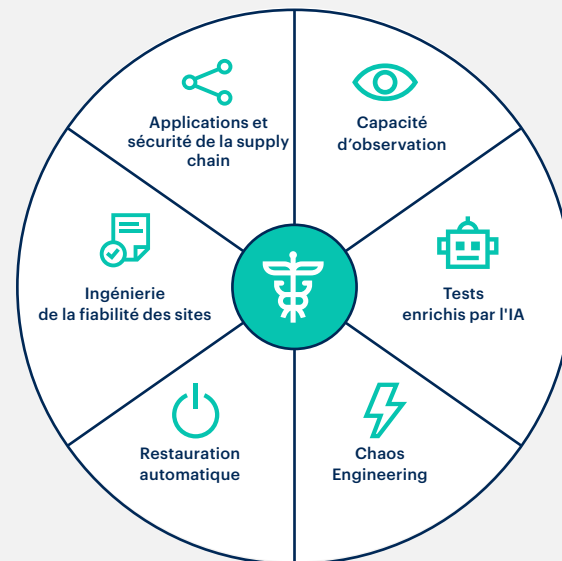 Applications et
sécurité de la supply
chain
Capacité
d'observation
Ingénierie
de la fiabilité des sites
Tests
enrichis par l'IA
Restauration
automatique
Chaos
Engineering